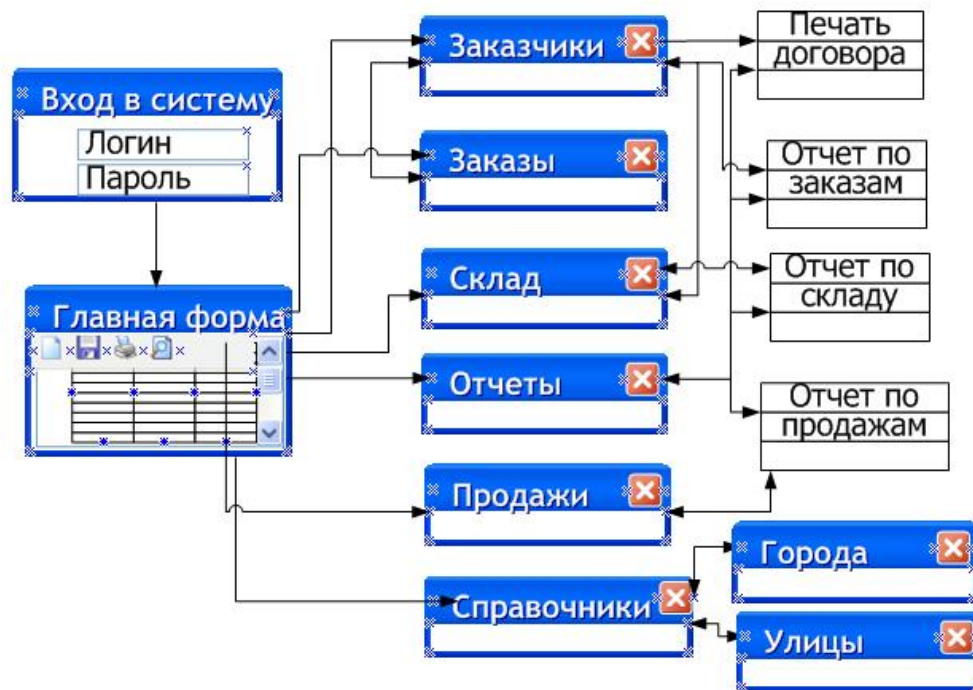 Вход в систему
Логин
Пароль
Главная форма
Заказчики
Заказы
Склад
Отчеты
Продажи
Справочники
Печать
договора
Отчет по
заказам
Отчет по
складу
Отчет по
продажам
Города
Улицы